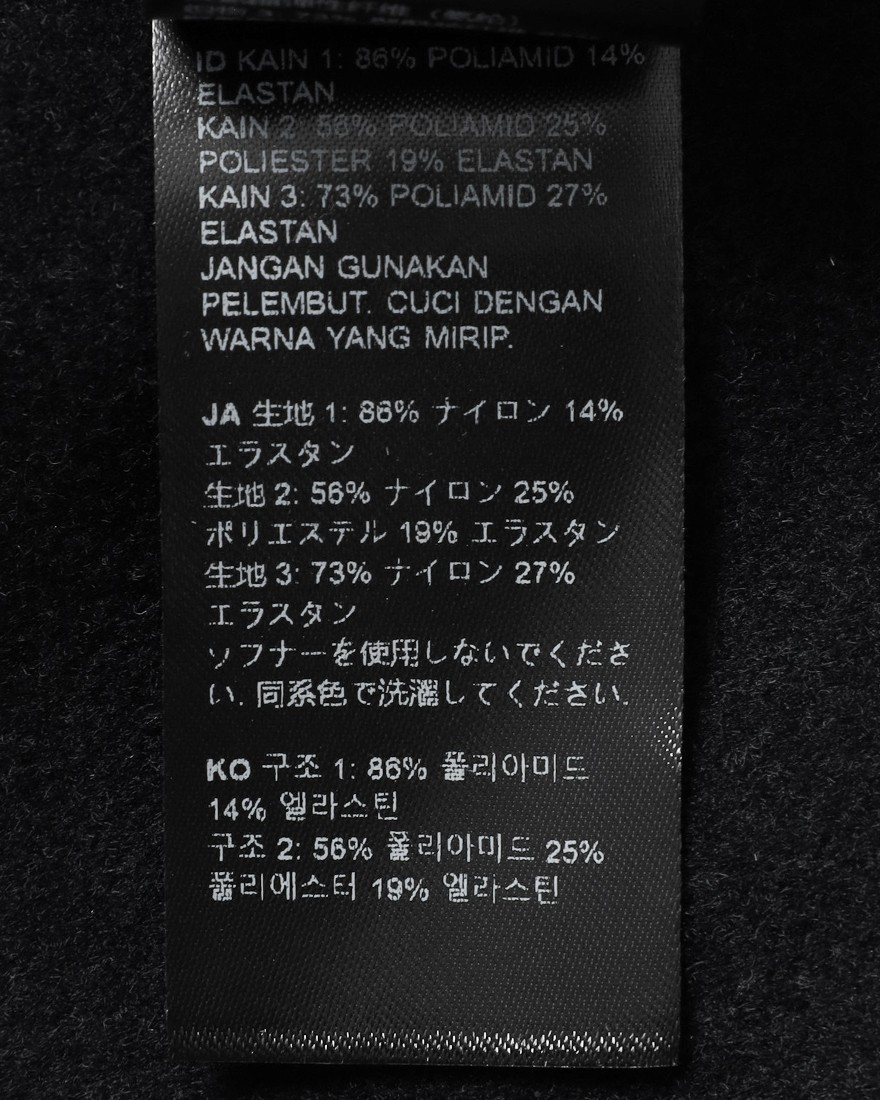 ID KAIN 1: 86% POLIAMID 14%
ELASTAN
KAIN 2: 56% POLIAMID 25%
POLIESTER 19% ELASTAN
KAIN 3: 73% POLIAMID 27%
ELASTAN
JANGAN GUNAKAN
PELEMBUT. CUCI DENGAN
WARNA YANG MIRIP.
JA 生地 1: 86% ナイロン 14%
エラスタン
生地 2: 56% ナイロン 25%
ポリエステル 19% エラスタン
生地 3: 73% ナイロン 27%
エラスタン
ソフナーを使用しないでくださ
い. 同系色で洗濯してください.
KO 구조 1: 86% 폴리아미드
14% 엘라스틴
구조 2: 56% 폴리아미드 25%
폴리에스터 19% 엘라스틴